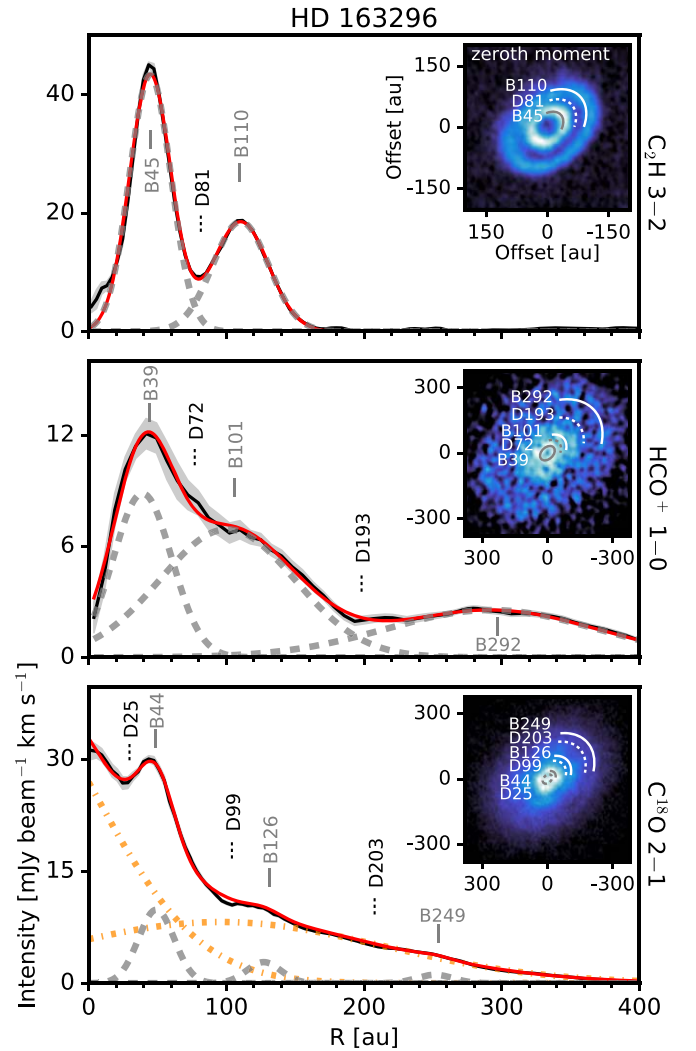 HD 163296
40
20
0
B45
D81
B110
zeroth moment
B110
D81
B45
150
0
-150
Offset [au]
150
0
-150
Offset [au]
C₂H 3−2
12
6
0
B39
D72
B101
D193
B292
B292
D193
B101
D72
B39
300
0
-300
300
0
-300
HCO⁺ 1−0
30
15
0
D25
B44
D99
B126
D203
B249
B249
D203
B126
D99
B44
D25
300
0
-300
300
0
-300
C¹⁸O 2−1
Intensity [mJy beam⁻¹ km s⁻¹]
0
100
200
300
400
R [au]